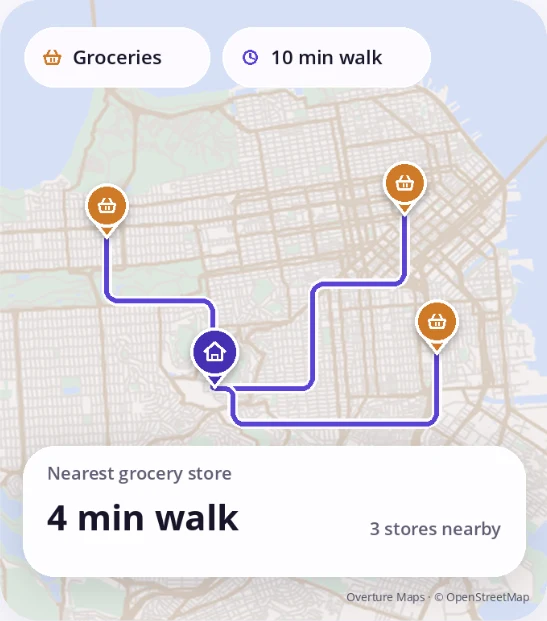 Groceries
10 min walk
Nearest grocery store
4 min walk
3 stores nearby
Overture Maps · © OpenStreetMap